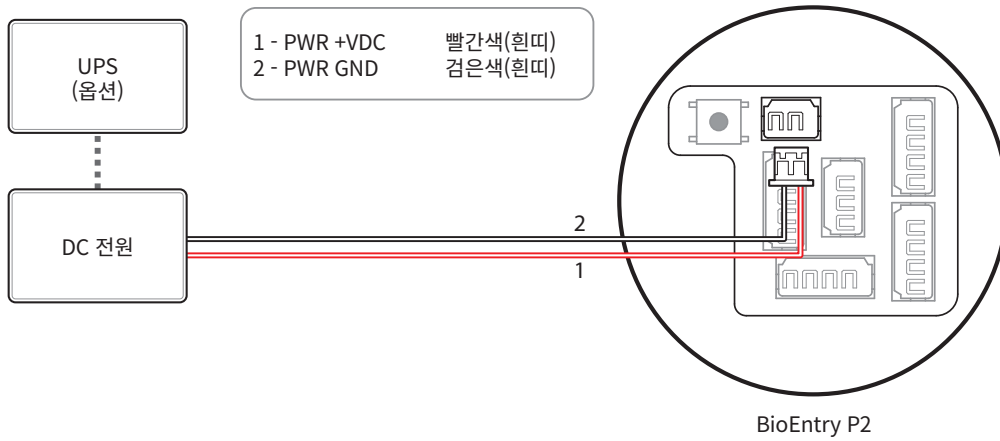 UPS
(옵션)
1 - PWR +VDC 빨간색(흰띠)
2 - PWR GND 검은색(흰띠)
DC 전원
2
1
BioEntry P2